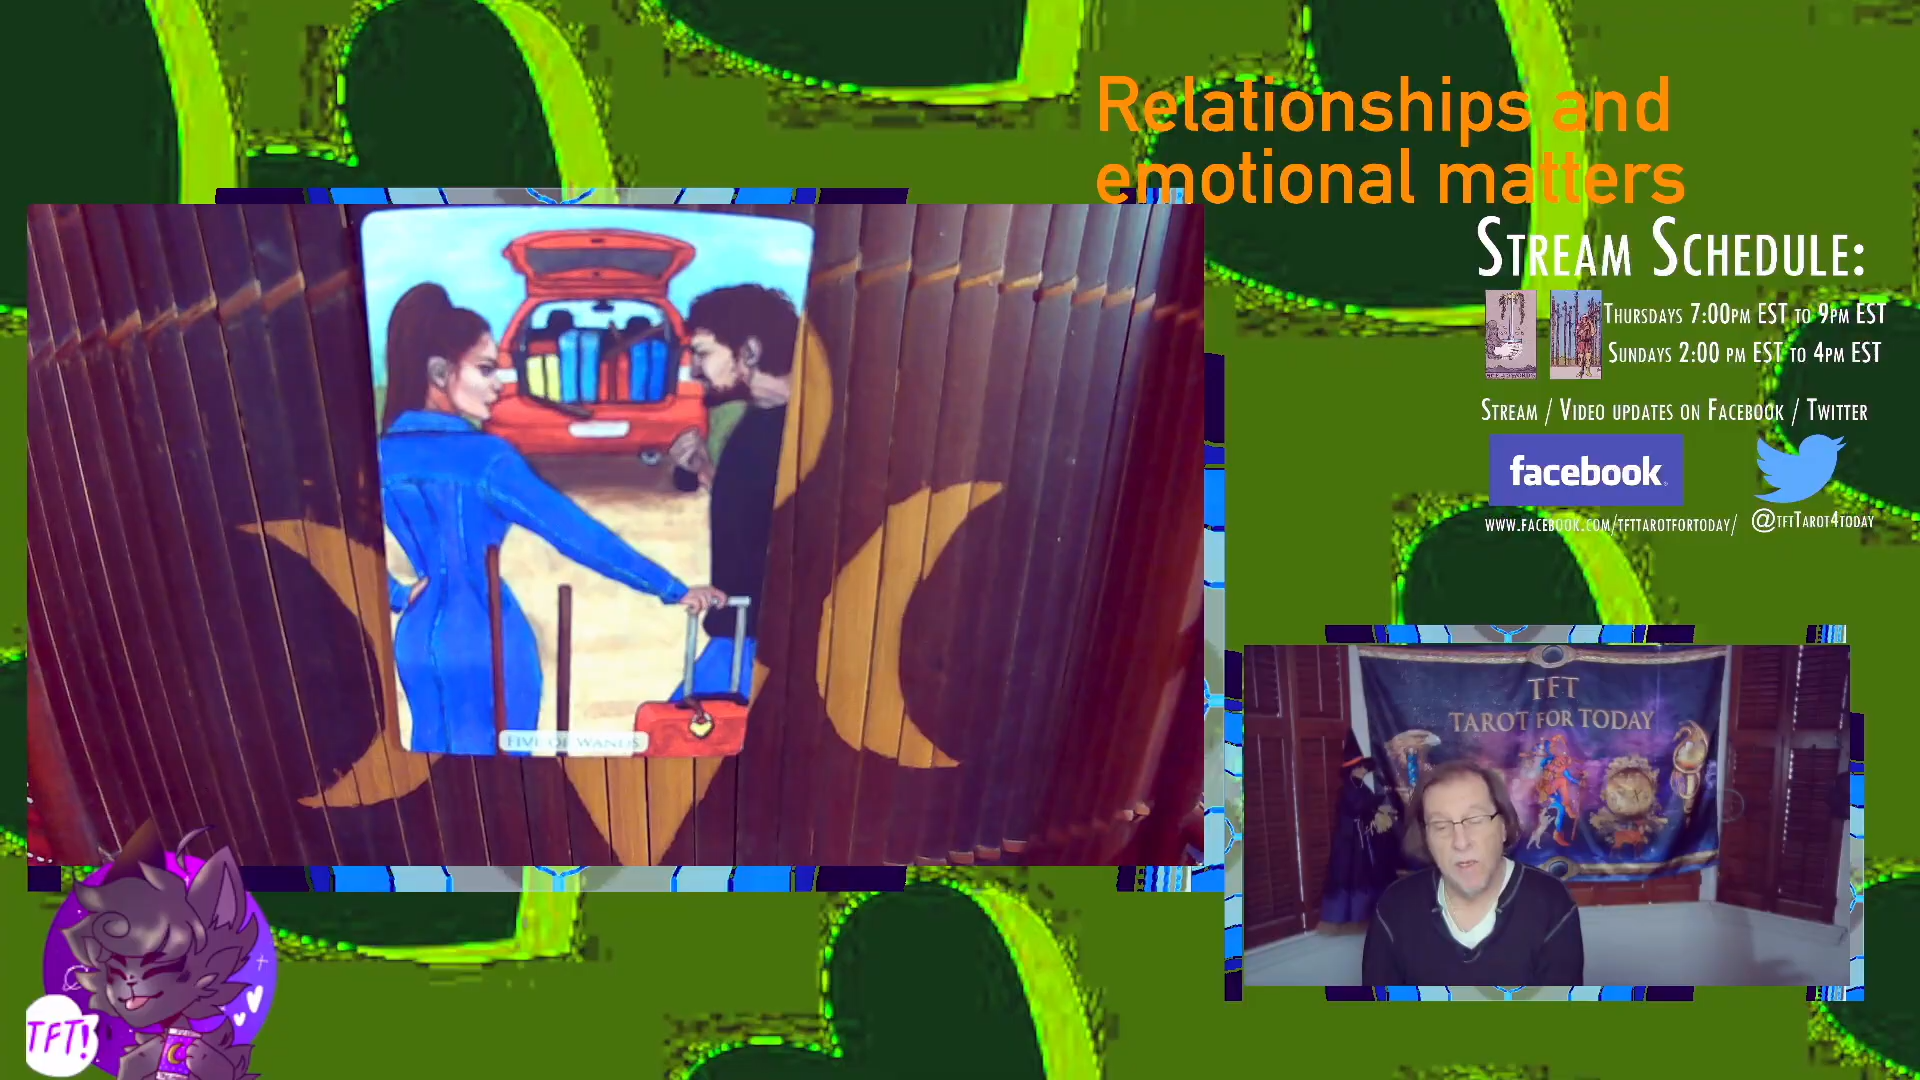 Relationships and
emotional matters
Stream Schedule:
Thursdays 7:00pm EST to 9pm EST
Sundays 2:00 pm EST to 4pm EST
Stream / Video updates on Facebook / Twitter
facebook
www.facebook.com/tfttarotfortoday/
@tftTarot4today
FIVE OF WANDS
TFT
TAROT FOR TODAY
TFT!